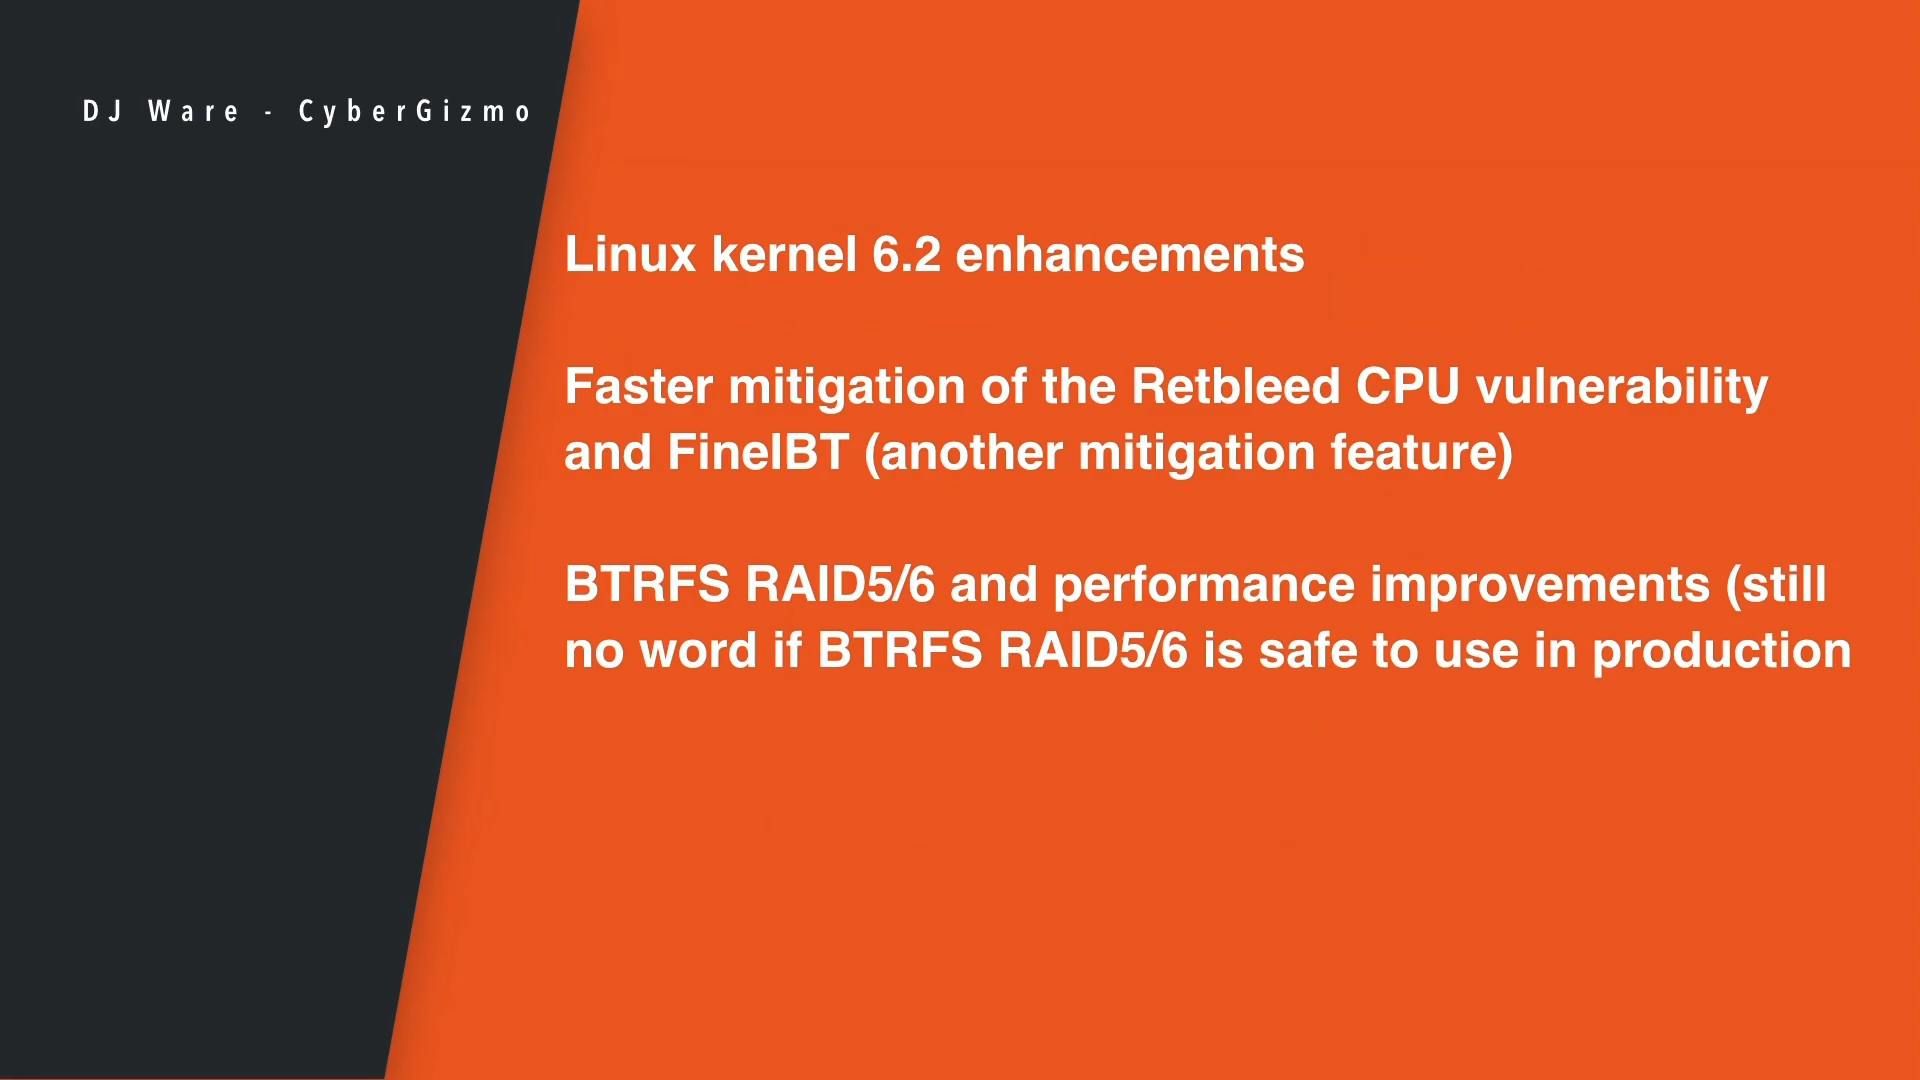 DJ Ware - CyberGizmo
Linux kernel 6.2 enhancements
Faster mitigation of the Retbleed CPU vulnerability
and FineIBT (another mitigation feature)
BTRFS RAID5/6 and performance improvements (still
no word if BTRFS RAID5/6 is safe to use in production